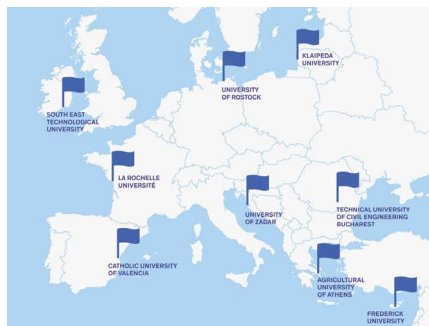 KLAIPEDA
UNIVERSITY
UNIVERSITY
OF ROSTOCK
SOUTH EAST
TECHNOLOGICAL
UNIVERSITY
LA ROCHELLE
UNIVERSITÉ
UNIVERSITY
OF ZADAR
TECHNICAL UNIVERSITY
OF CIVIL ENGINEERING
BUCHAREST
CATHOLIC UNIVERSITY
OF VALENCIA
AGRICULTURAL
UNIVERSITY
OF ATHENS
FREDERICK
UNIVERSITY